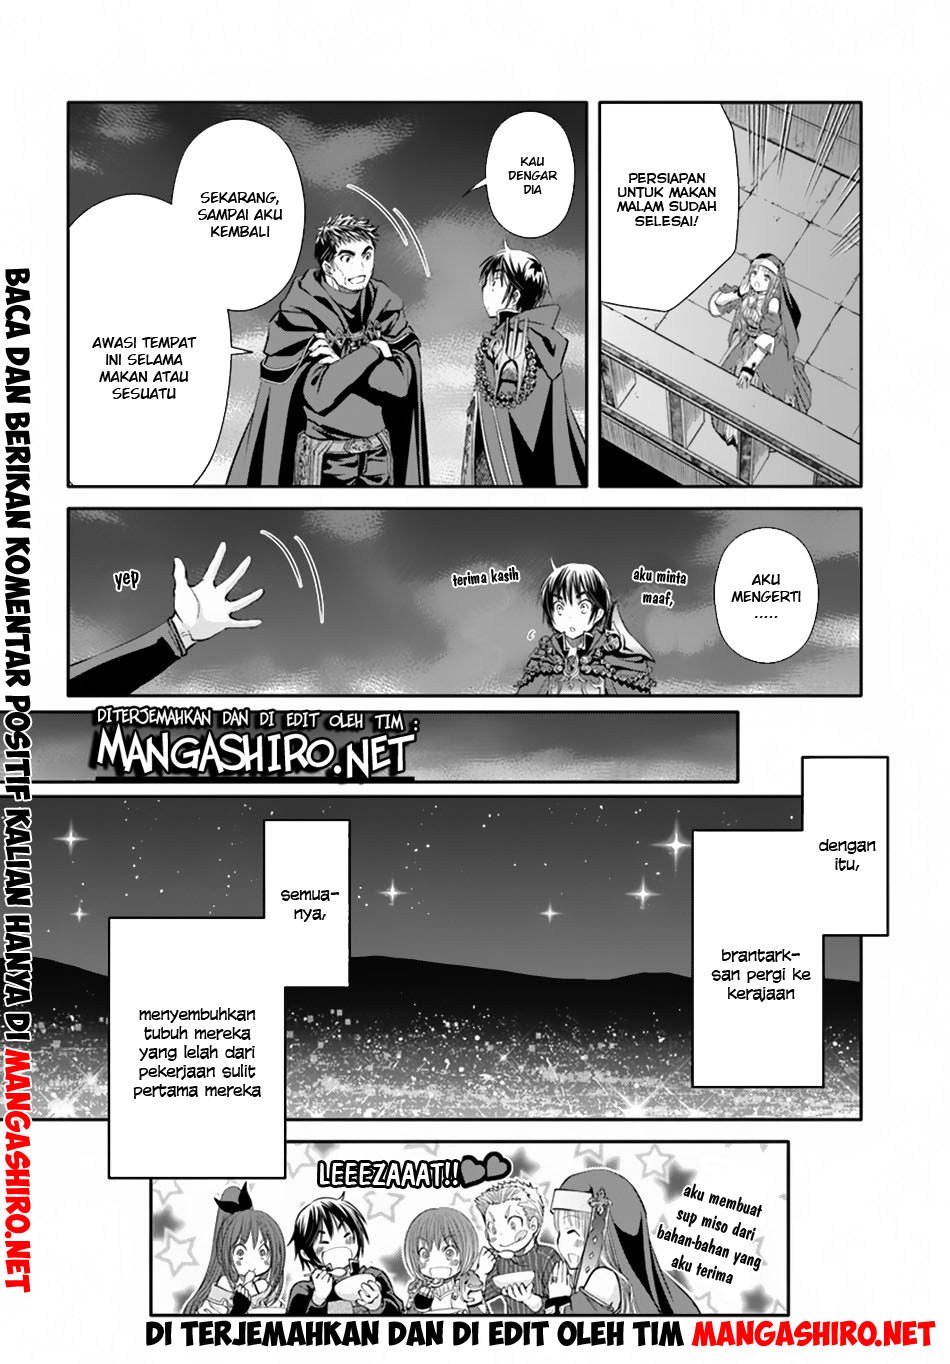 PERSIAPAN
UNTUK MAKAN
MALAM SUDAH
SELESAI!
KAU
DENGAR
DIA
SEKARANG,
SAMPAI AKU
KEMBALI
AWASI TEMPAT
INI SELAMA
MAKAN ATAU
SESUATU
AKU
MENGERTI
.....
aku minta
maaf,
terima kasih
yep
DITERJEMAHKAN DAN DI EDIT OLEH TIM :
MANGASHIRO.NET
dengan
itu,
brantark-
san pergi ke
kerajaan
semua-
nya,
menyembuhkan
tubuh mereka
yang lelah dari
pekerjaan sulit
pertama mereka
LEEEZAAAT!!
aku membuat
sup miso dari
bahan-bahan yang
aku terima
BACA DAN BERIKAN KOMENTAR POSITIF KALIAN HANYA DI MANGASHIRO.NET
DI TERJEMAHKAN DAN DI EDIT OLEH TIM MANGASHIRO.NET